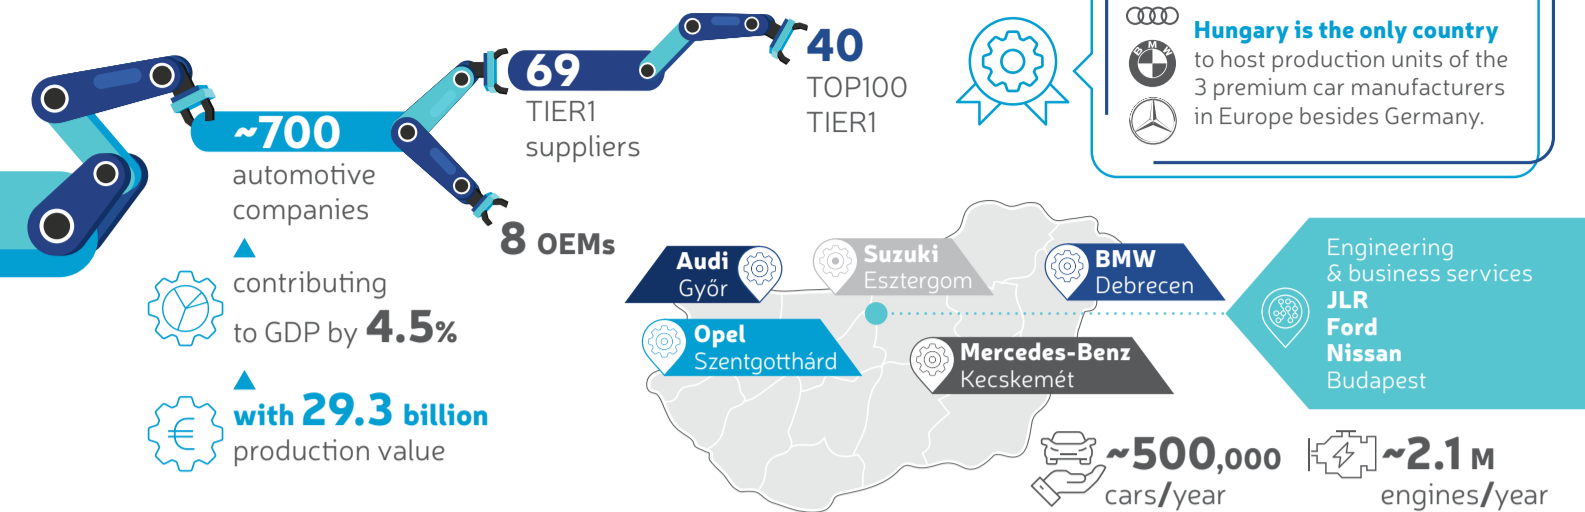 ~700
automotive
companies
contributing
to GDP by 4.5%
with 29.3 billion
production value
69
TIER1
suppliers
8 OEMs
40
TOP100
TIER1
BMW
Hungary is the only country
to host production units of the
3 premium car manufacturers
in Europe besides Germany.
Audi
Győr
Suzuki
Esztergom
BMW
Debrecen
Opel
Szentgotthárd
Mercedes-Benz
Kecskemét
Engineering
& business services
JLR
Ford
Nissan
Budapest
~500,000
cars/year
~2.1 M
engines/year